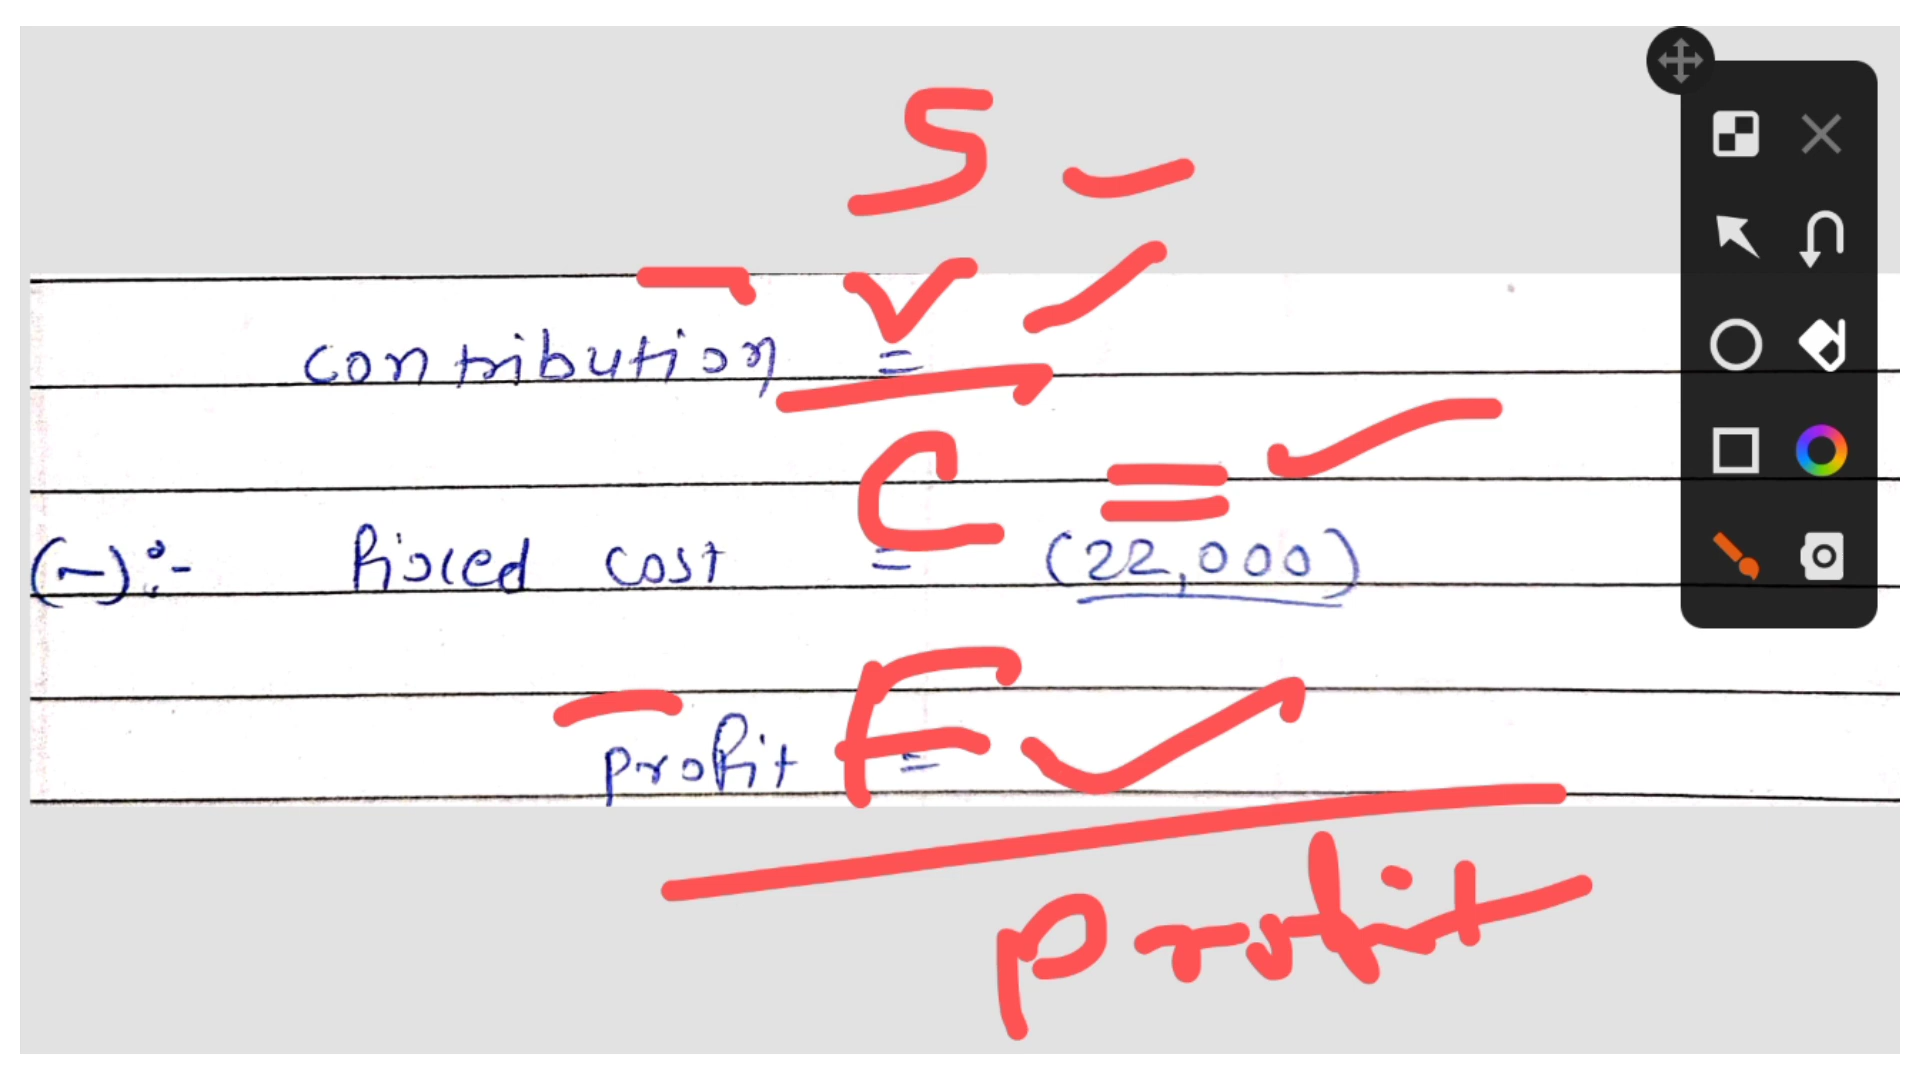 S
- V
contribution =
C =
(-):- Fixed cost = (22,000)
- F
profit =
profit